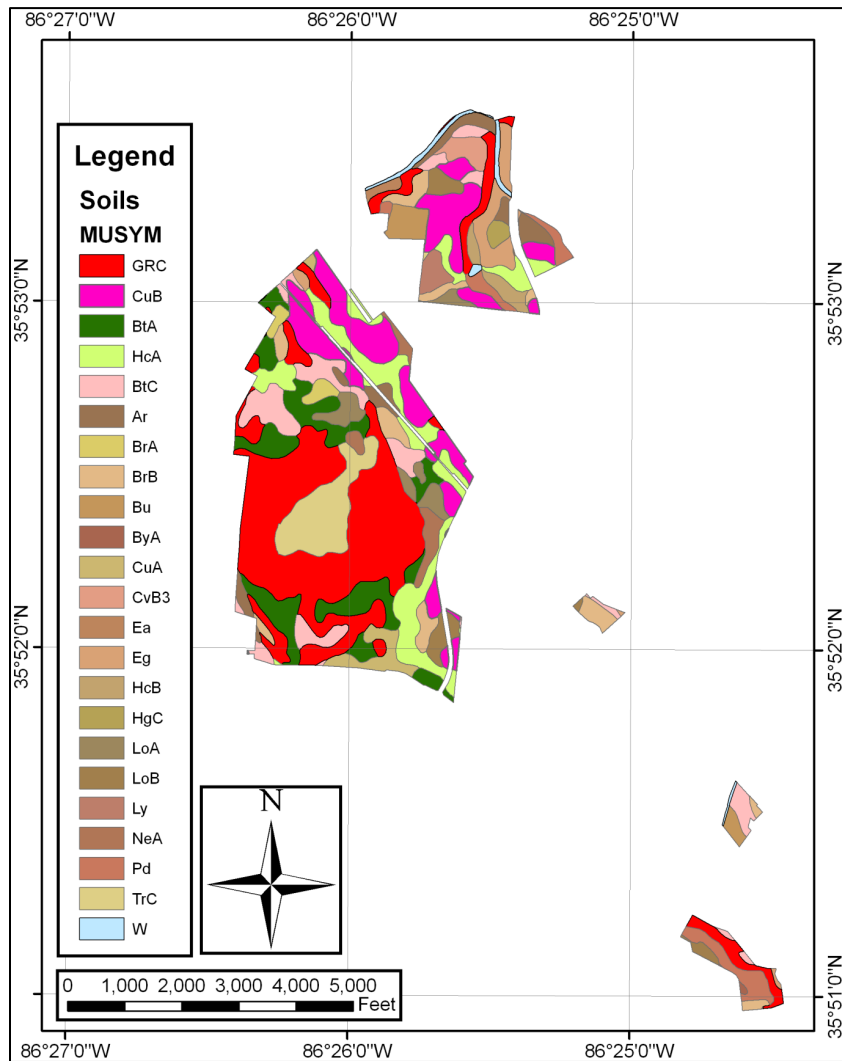 86°27'0"W 86°26'0"W 86°25'0"W
35°53'0"N 35°53'0"N
35°52'0"N 35°52'0"N
35°51'0"N
Legend
Soils
MUSYM
GRC
CuB
BtA
HcA
BtC
Ar
BrA
BrB
Bu
ByA
CuA
CvB3
Ea
Eg
HcB
HgC
LoA
LoB
Ly
NeA
Pd
TrC
W
N
0 1,000 2,000 3,000 4,000 5,000
Feet
86°27'0"W 86°26'0"W 86°25'0"W